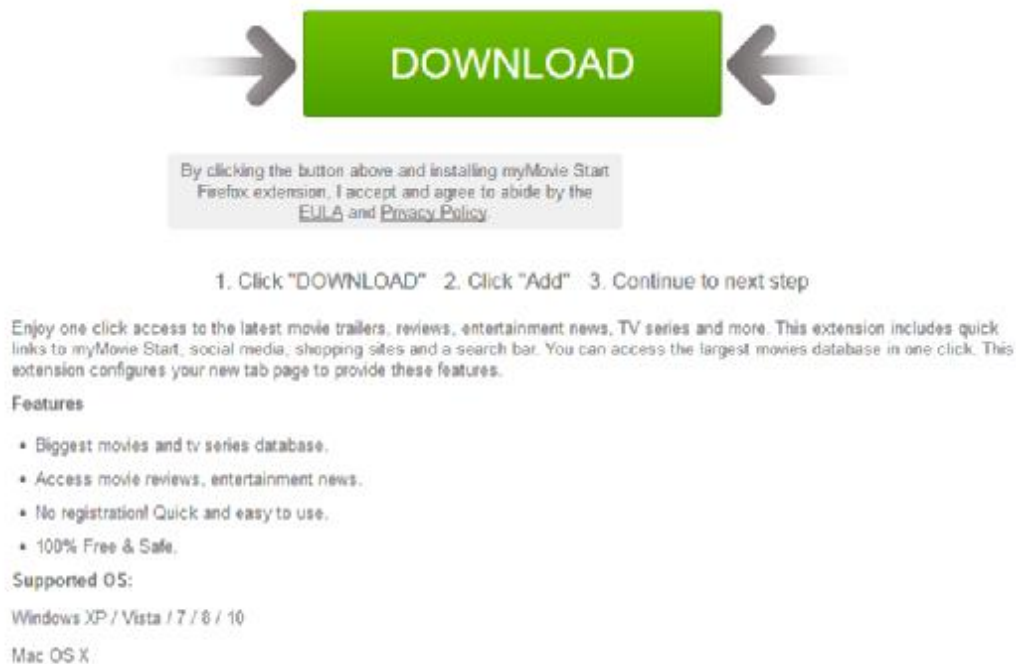 DOWNLOAD
By clicking the button above and installing myMovie Start
Firefox extension, I accept and agree to abide by the
EULA and Privacy Policy
1. Click "DOWNLOAD" 2. Click "Add" 3. Continue to next step
Enjoy one click access to the latest movie trailers, reviews, entertainment news, TV series and more. This extension includes quick
links to myMovie Start, social media, shopping sites and a search bar. You can access the largest movies database in one click. This
extension configures your new tab page to provide these features.
Features
• Biggest movies and tv series database.
• Access movie reviews, entertainment news.
• No registration! Quick and easy to use.
• 100% Free & Safe.
Supported OS:
Windows XP / Vista / 7 / 8 / 10
Mac OS X